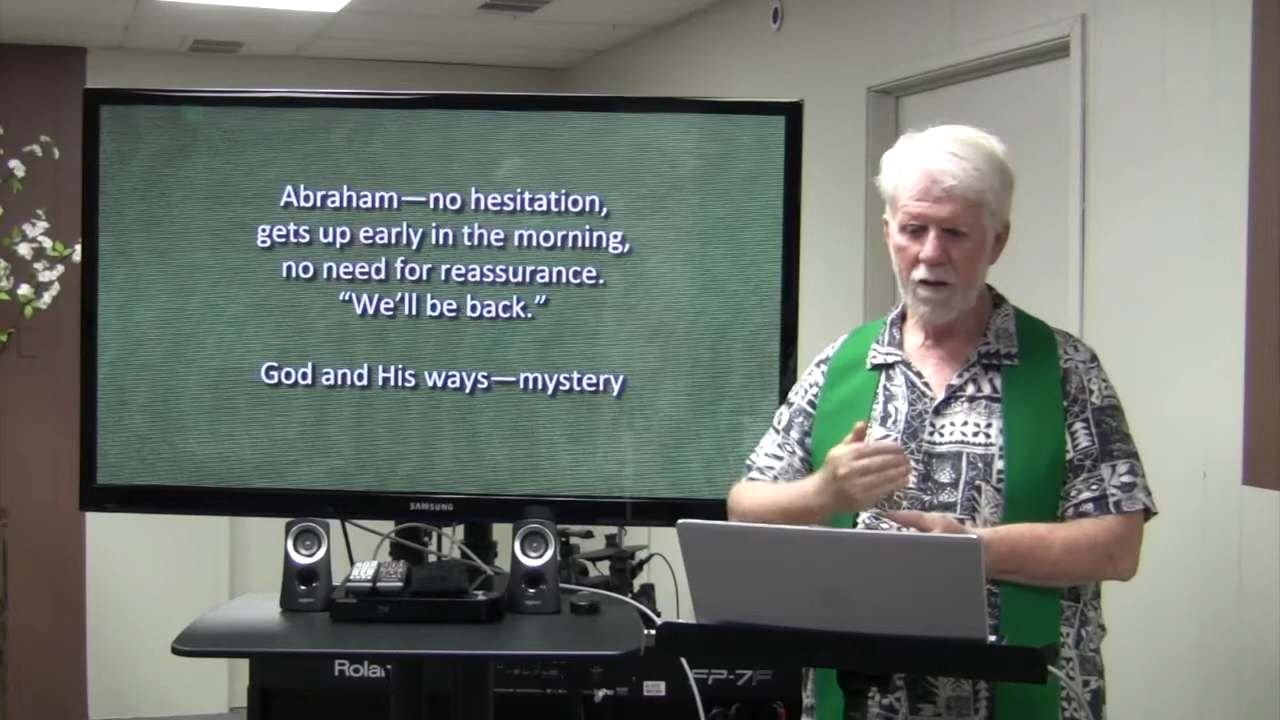 Abraham—no hesitation,
gets up early in the morning,
no need for reassurance.
“We’ll be back.”
God and His ways—mystery
SAMSUNG
Rolan
FP-7F